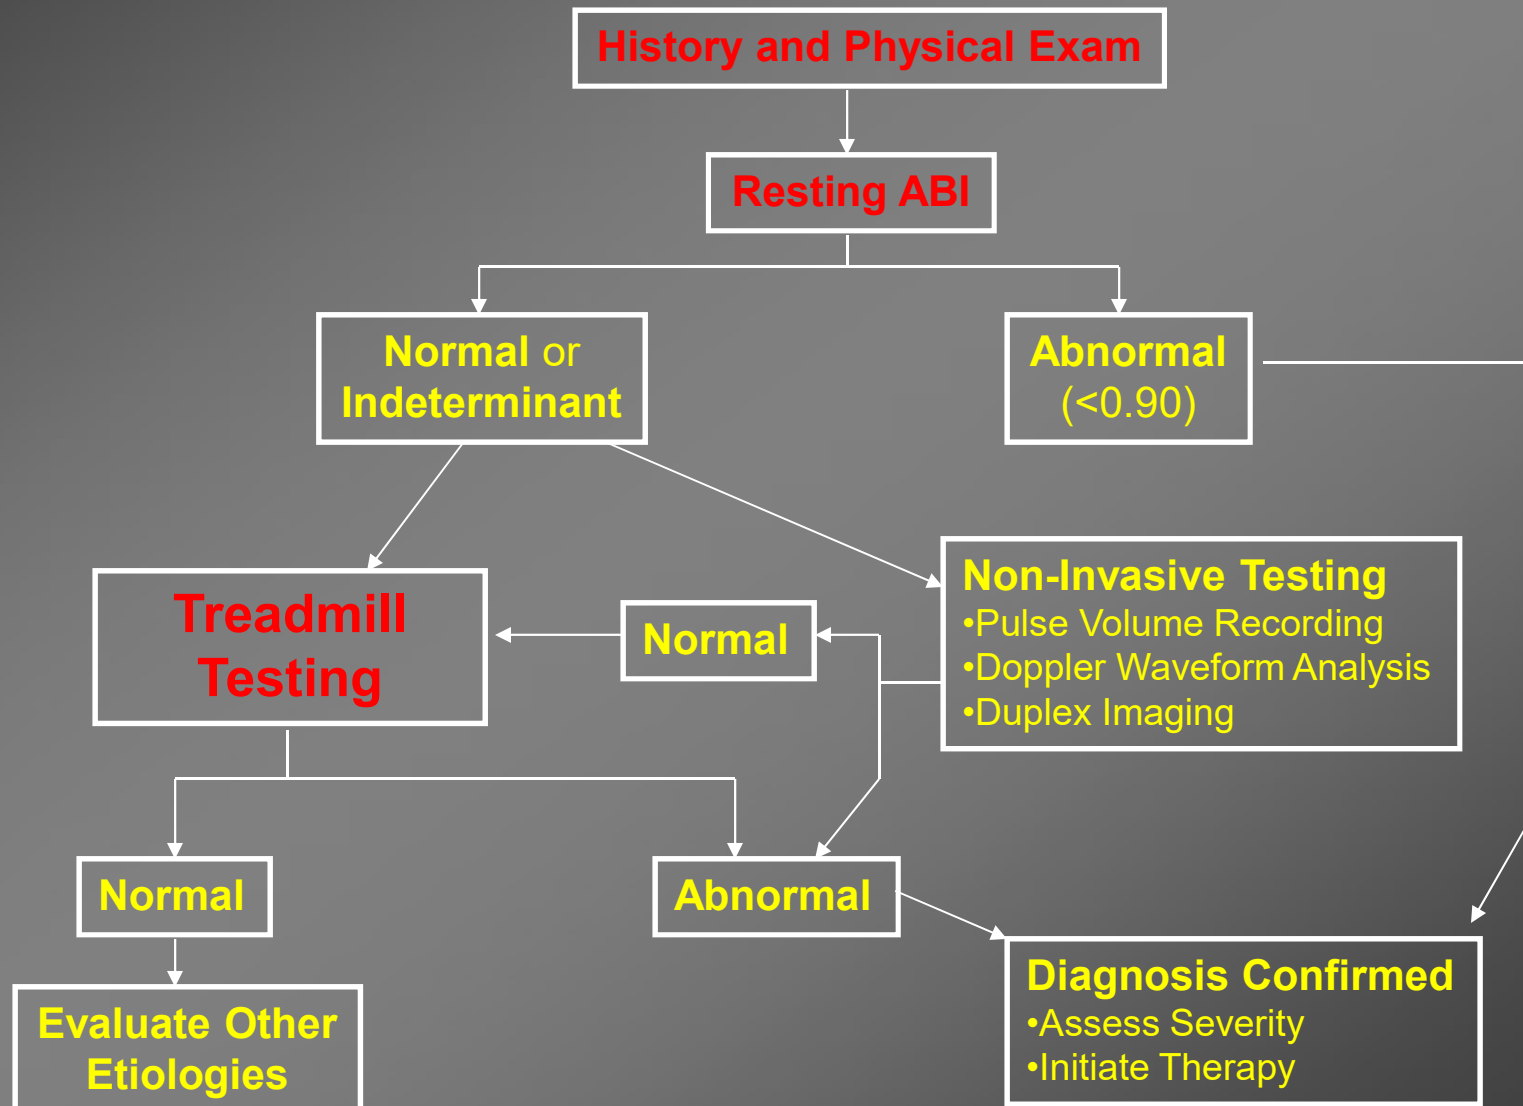 History and Physical Exam
Resting ABI
Normal or
Indeterminant
Abnormal
(<0.90)
Treadmill
Testing
Normal
Non-Invasive Testing
•Pulse Volume Recording
•Doppler Waveform Analysis
•Duplex Imaging
Normal
Abnormal
Evaluate Other
Etiologies
Diagnosis Confirmed
•Assess Severity
•Initiate Therapy